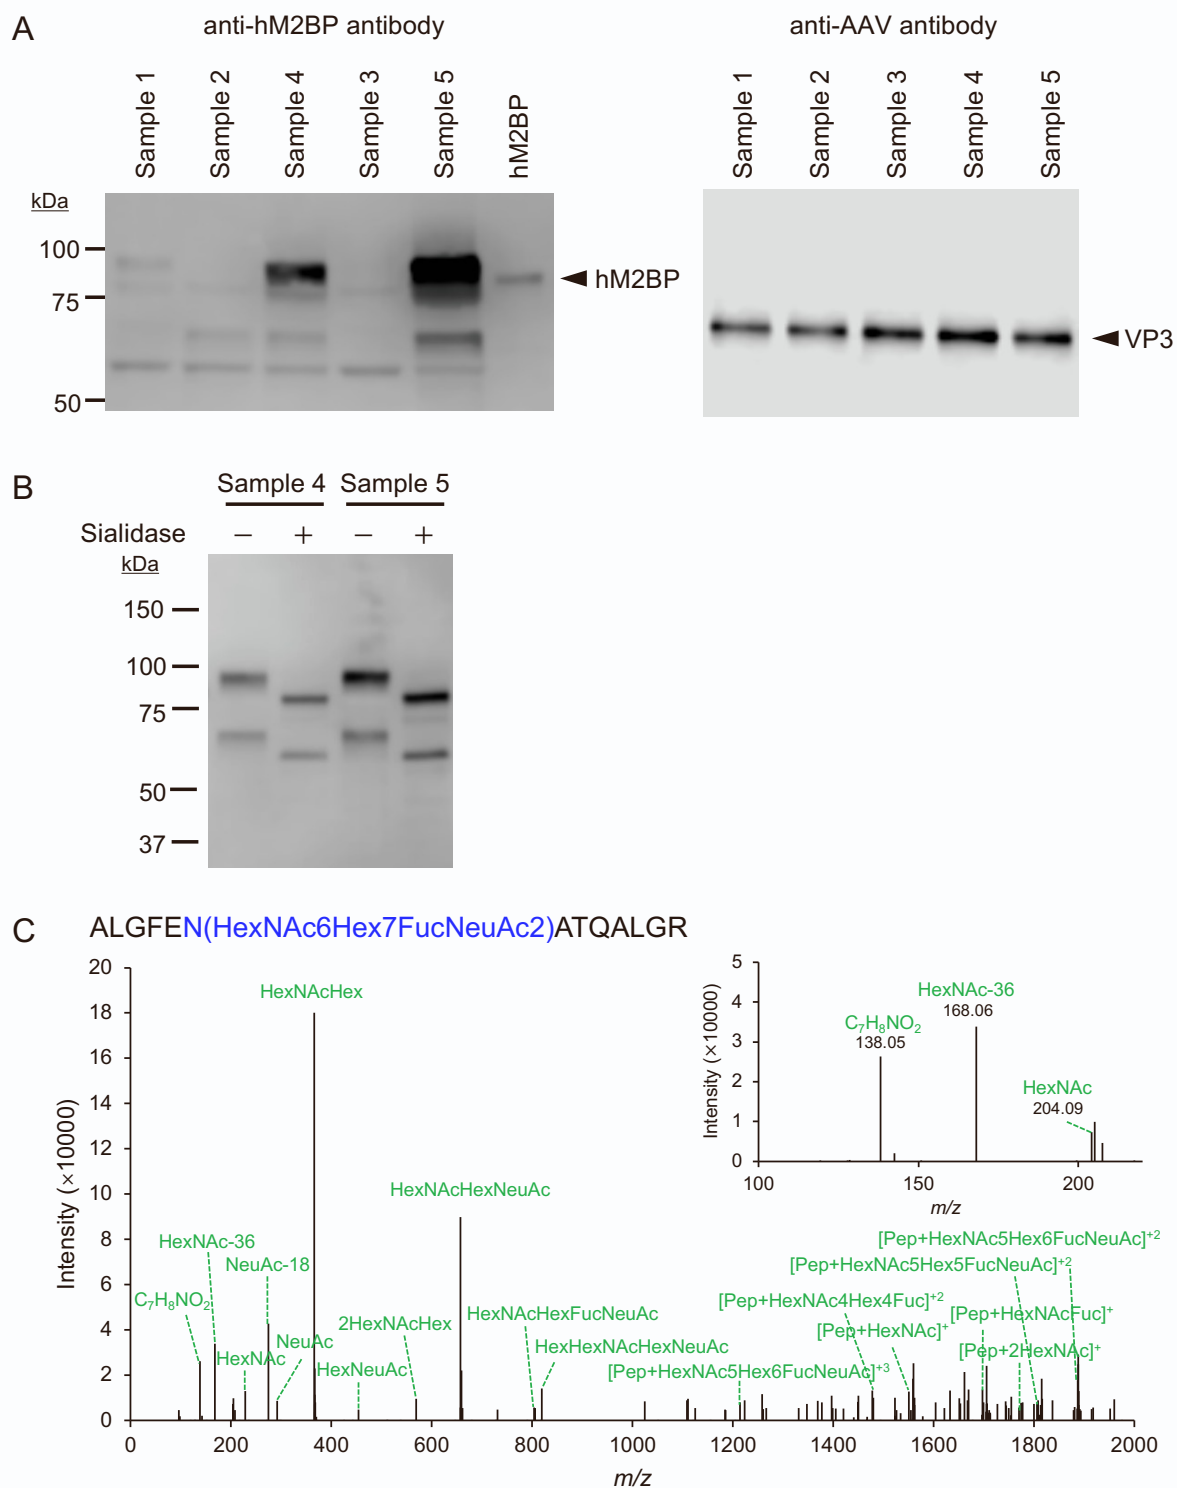 A
anti-hM2BP antibody
anti-AAV antibody
Sample 1
Sample 2
Sample 4
Sample 3
Sample 5
hM2BP
Sample 1
Sample 2
Sample 3
Sample 4
Sample 5
kDa
100
75
50
hM2BP
VP3
B
Sample 4 Sample 5
Sialidase − + − +
kDa
150
100
75
50
37
C
ALGFEN(HexNAc6Hex7FucNeuAc2)ATQALGR
Intensity (×10000)
20
18
16
14
12
10
8
6
4
2
0
0 200 400 600 800 1000 1200 1400 1600 1800 2000
m/z
HexNAcHex
HexNAcHexNeuAc
HexNAc-36
NeuAc-18
C₇H₈NO₂
HexNAc
NeuAc
HexNeuAc
2HexNAcHex
HexNAcHexFucNeuAc
HexHexNAcHexNeuAc
[Pep+HexNAc5Hex6FucNeuAc]⁺³
[Pep+HexNAc4Hex4Fuc]⁺²
[Pep+HexNAc]⁺
[Pep+HexNAc5Hex6FucNeuAc]⁺²
[Pep+HexNAc5Hex5FucNeuAc]⁺²
[Pep+HexNAcFuc]⁺
[Pep+2HexNAc]⁺
Intensity (×10000)
5
4
3
2
1
0
100 150 200
m/z
C₇H₈NO₂
138.05
HexNAc-36
168.06
HexNAc
204.09